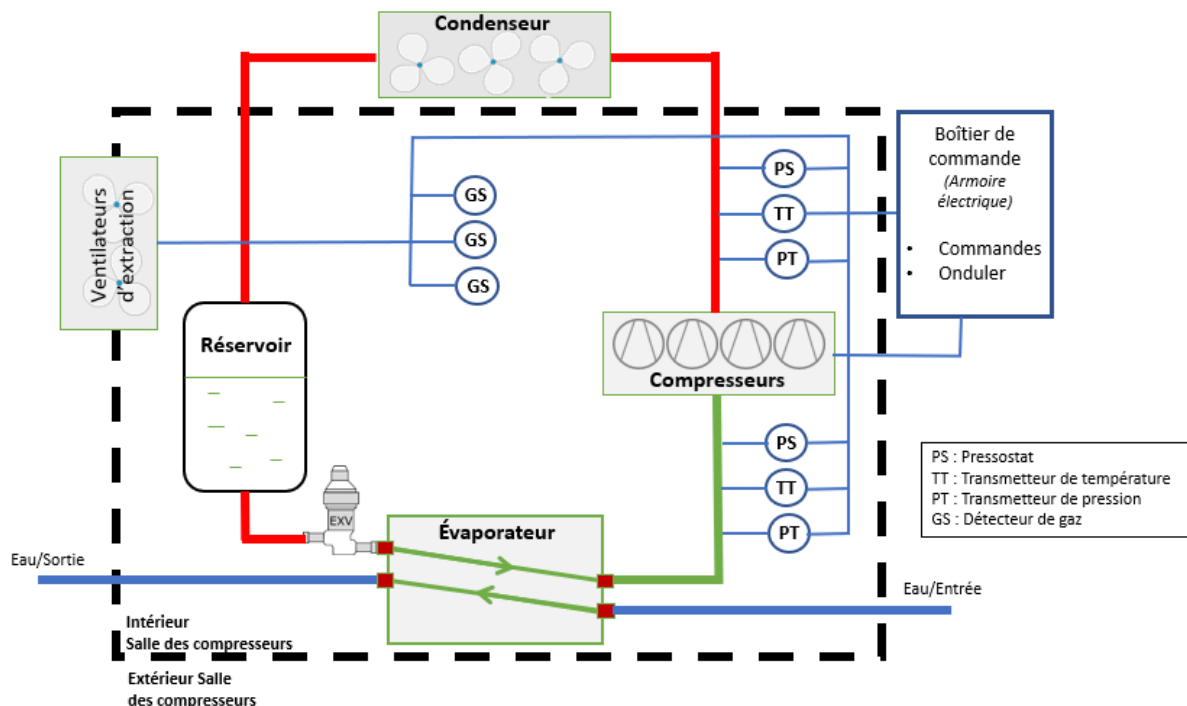 Condenseur
Boîtier de
commande
(Armoire
électrique)
• Commandes
• Onduler
Ventilateurs
d'extraction
PS
TT
PT
GS
GS
GS
Réservoir
Compresseurs
PS
TT
PT
PS : Pressostat
TT : Transmetteur de température
PT : Transmetteur de pression
GS : Détecteur de gaz
EXV
Évaporateur
Eau/Sortie
Eau/Entrée
Intérieur
Salle des compresseurs
Extérieur Salle
des compresseurs